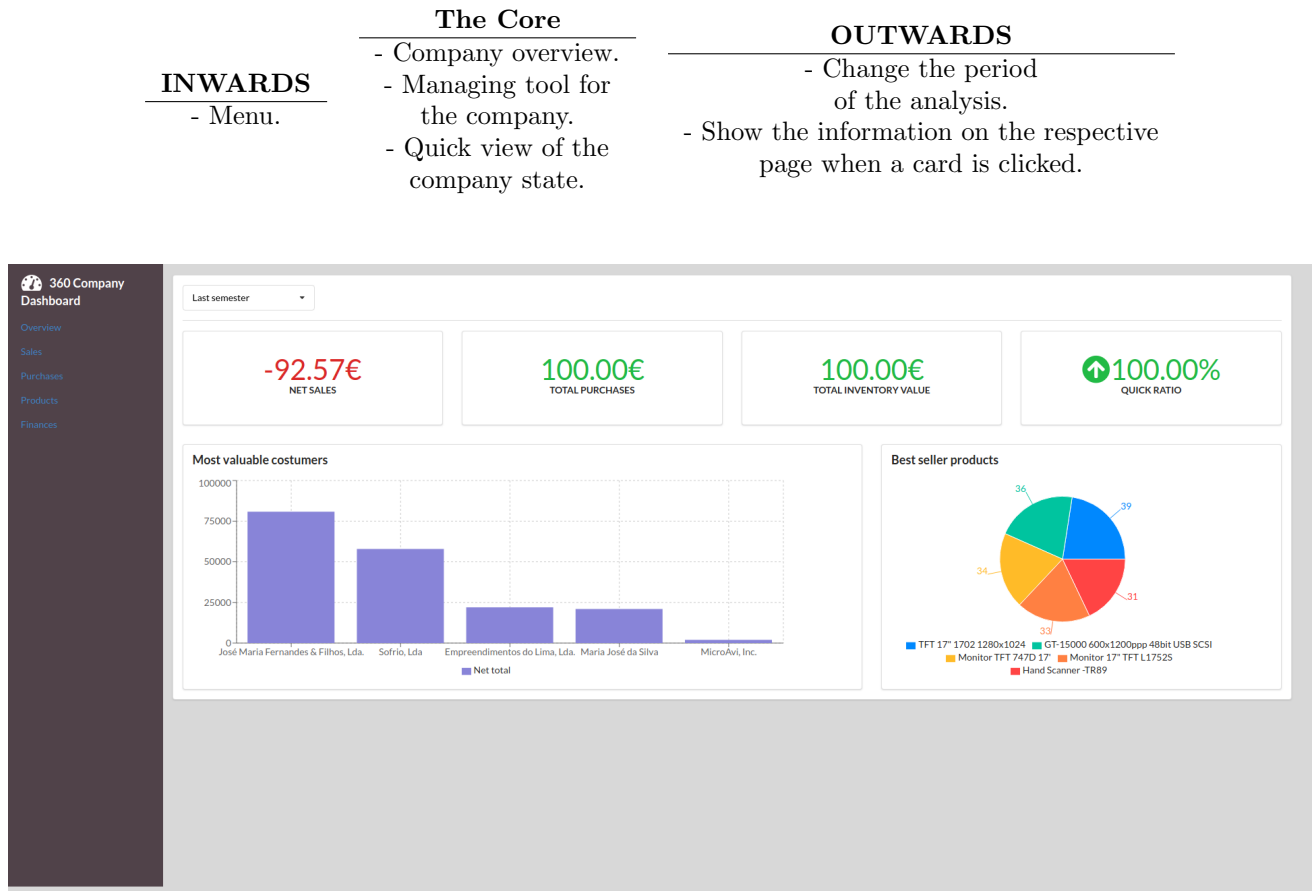 INWARDS
- Menu.
The Core
- Company overview.
- Managing tool for
the company.
- Quick view of the
company state.
OUTWARDS
- Change the period
of the analysis.
- Show the information on the respective
page when a card is clicked.
360 Company
Dashboard
Overview
Sales
Purchases
Products
Finances
Last semester
-92.57€
NET SALES
100.00€
TOTAL PURCHASES
100.00€
TOTAL INVENTORY VALUE
100.00%
QUICK RATIO
Most valuable costumers
100000
75000
50000
25000
0
José Maria Fernandes & Filhos, Lda. Sofrio, Lda Empreendimentos do Lima, Lda. Maria José da Silva MicroAvi, Inc.
Net total
Best seller products
36
39
34
31
33
TFT 17" 1702 1280x1024 GT-15000 600x1200ppp 48bit USB SCSI
Monitor TFT 747D 17' Monitor 17" TFT L1752S
Hand Scanner -TR89